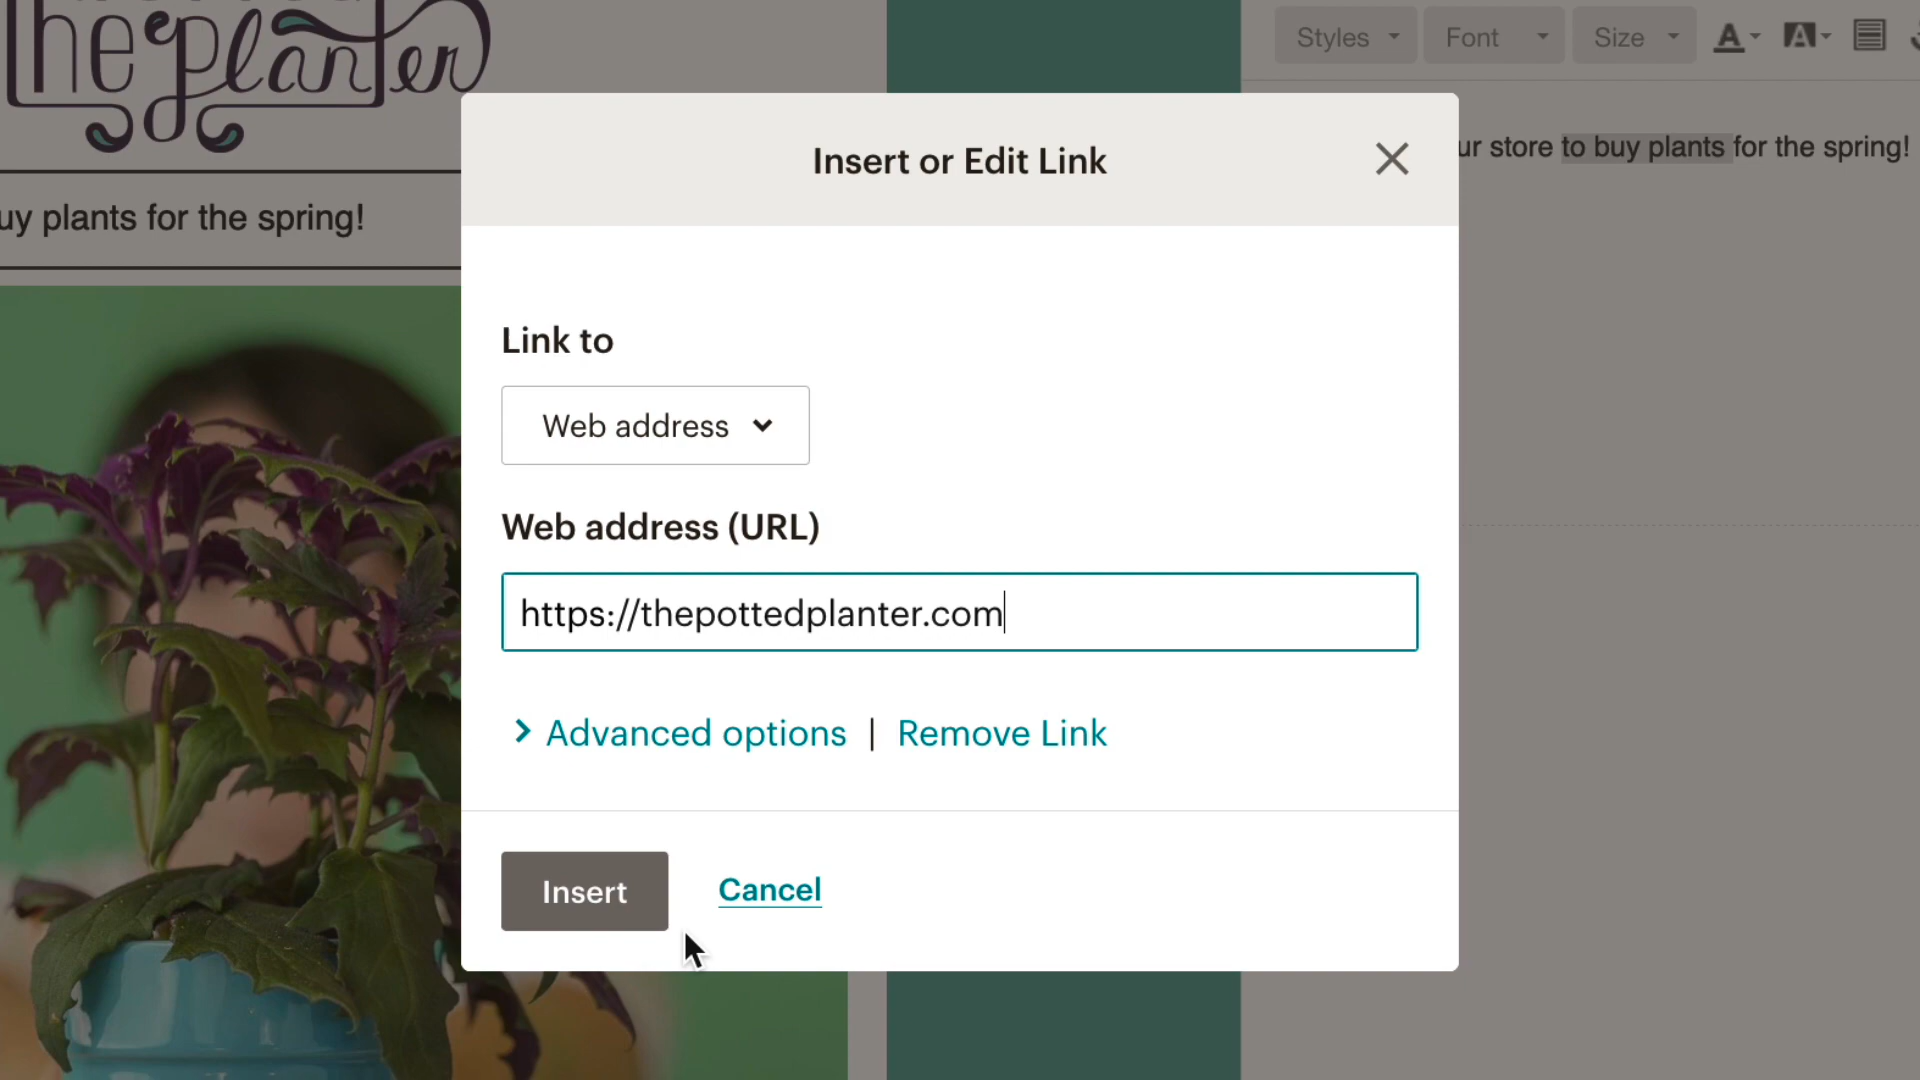 the planter
Styles
Font
Size
A
A
Insert or Edit Link
ur store to buy plants for the spring!
uy plants for the spring!
Link to
Web address
Web address (URL)
https://thepottedplanter.com
Advanced options | Remove Link
Insert
Cancel